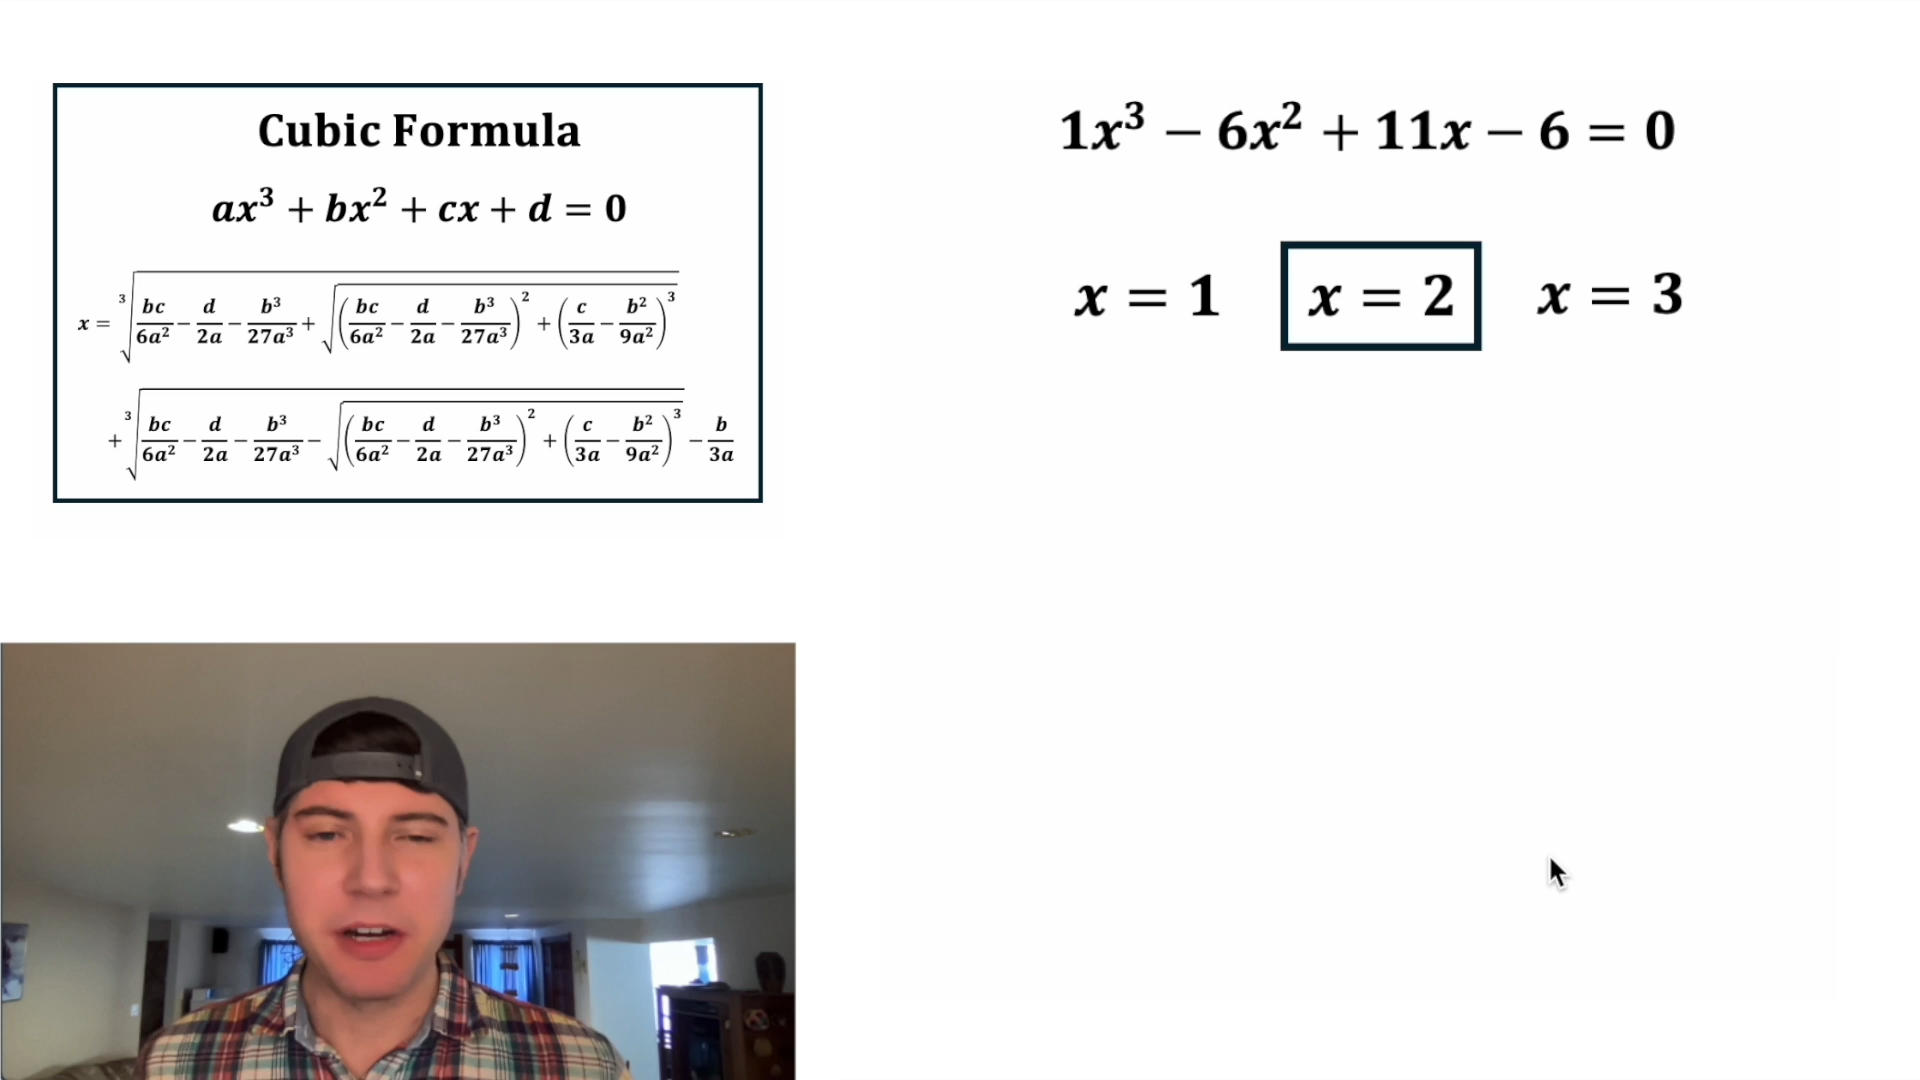 Cubic Formula
ax³ + bx² + cx + d = 0
x = ∛(bc/6a² − d/2a − b³/27a³ + √((bc/6a² − d/2a − b³/27a³)² + (c/3a − b²/9a²)³))
+ ∛(bc/6a² − d/2a − b³/27a³ − √((bc/6a² − d/2a − b³/27a³)² + (c/3a − b²/9a²)³)) − b/3a
1x³ − 6x² + 11x − 6 = 0
x = 1 x = 2 x = 3